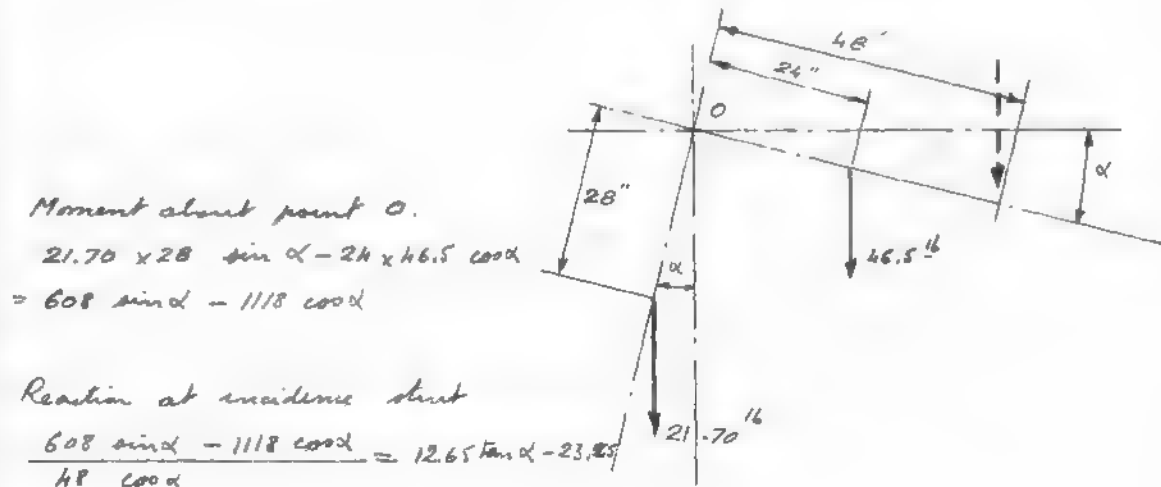 48"
24"
O
28"
α
α
46.5 lb
21.70 lb
Moment about point O.
21.70 x 28 sin α - 24 x 46.5 cos α
= 608 sin α - 1118 cos α
Reaction at incidence strut
608 sin α - 1118 cos α
48 cos α
= 12.65 tan α - 23.25